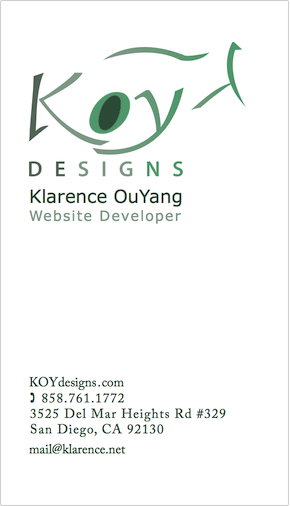 Koy
DESIGNS
Klarence OuYang
Website Developer
KOYdesigns.com
858.761.1772
3525 Del Mar Heights Rd #329
San Diego, CA 92130
mail@klarence.net